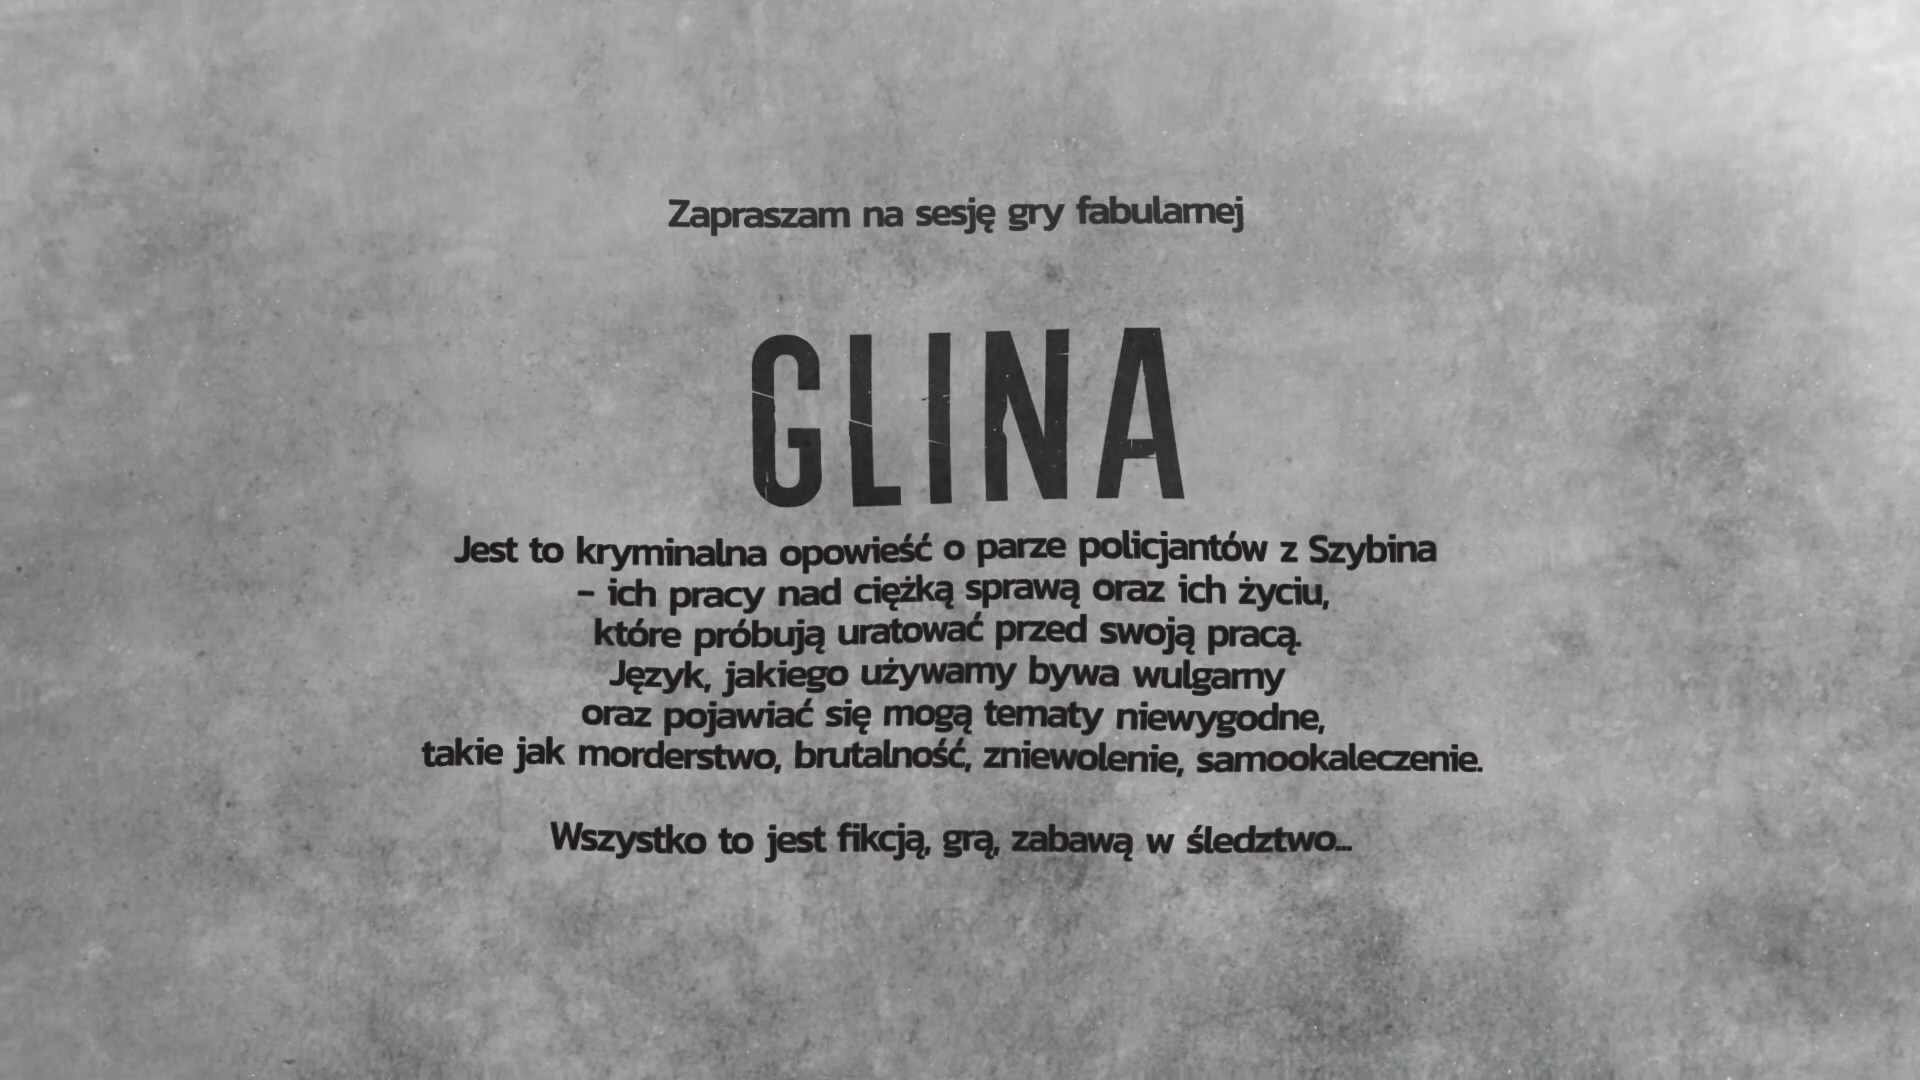 Zapraszam na sesję gry fabularnej
GLINA
Jest to kryminalna opowieść o parze policjantów z Szybina
– ich pracy nad ciężką sprawą oraz ich życiu,
które próbują uratować przed swoją pracą.
Język, jakiego używamy bywa wulgarny
oraz pojawiać się mogą tematy niewygodne,
takie jak morderstwo, brutalność, zniewolenie, samookaleczenie.
Wszystko to jest fikcją, grą, zabawą w śledztwo...